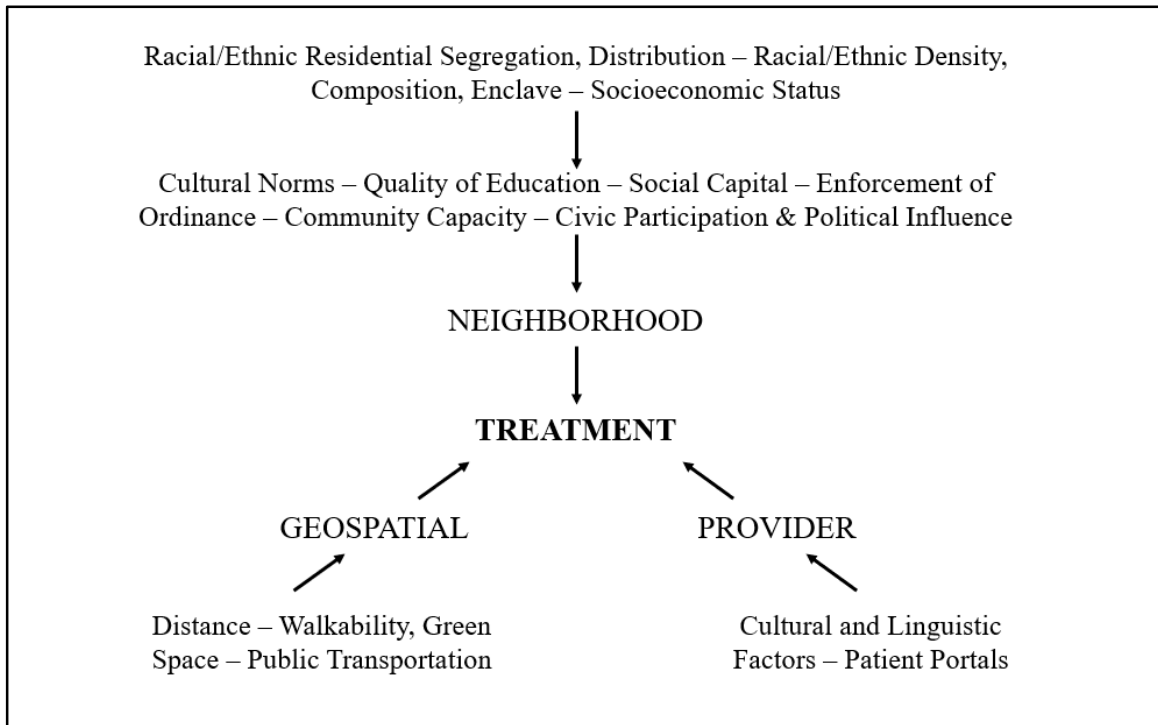 Racial/Ethnic Residential Segregation, Distribution – Racial/Ethnic Density,
Composition, Enclave – Socioeconomic Status
Cultural Norms – Quality of Education – Social Capital – Enforcement of
Ordinance – Community Capacity – Civic Participation & Political Influence
NEIGHBORHOOD
TREATMENT
GEOSPATIAL
PROVIDER
Distance – Walkability, Green
Space – Public Transportation
Cultural and Linguistic
Factors – Patient Portals